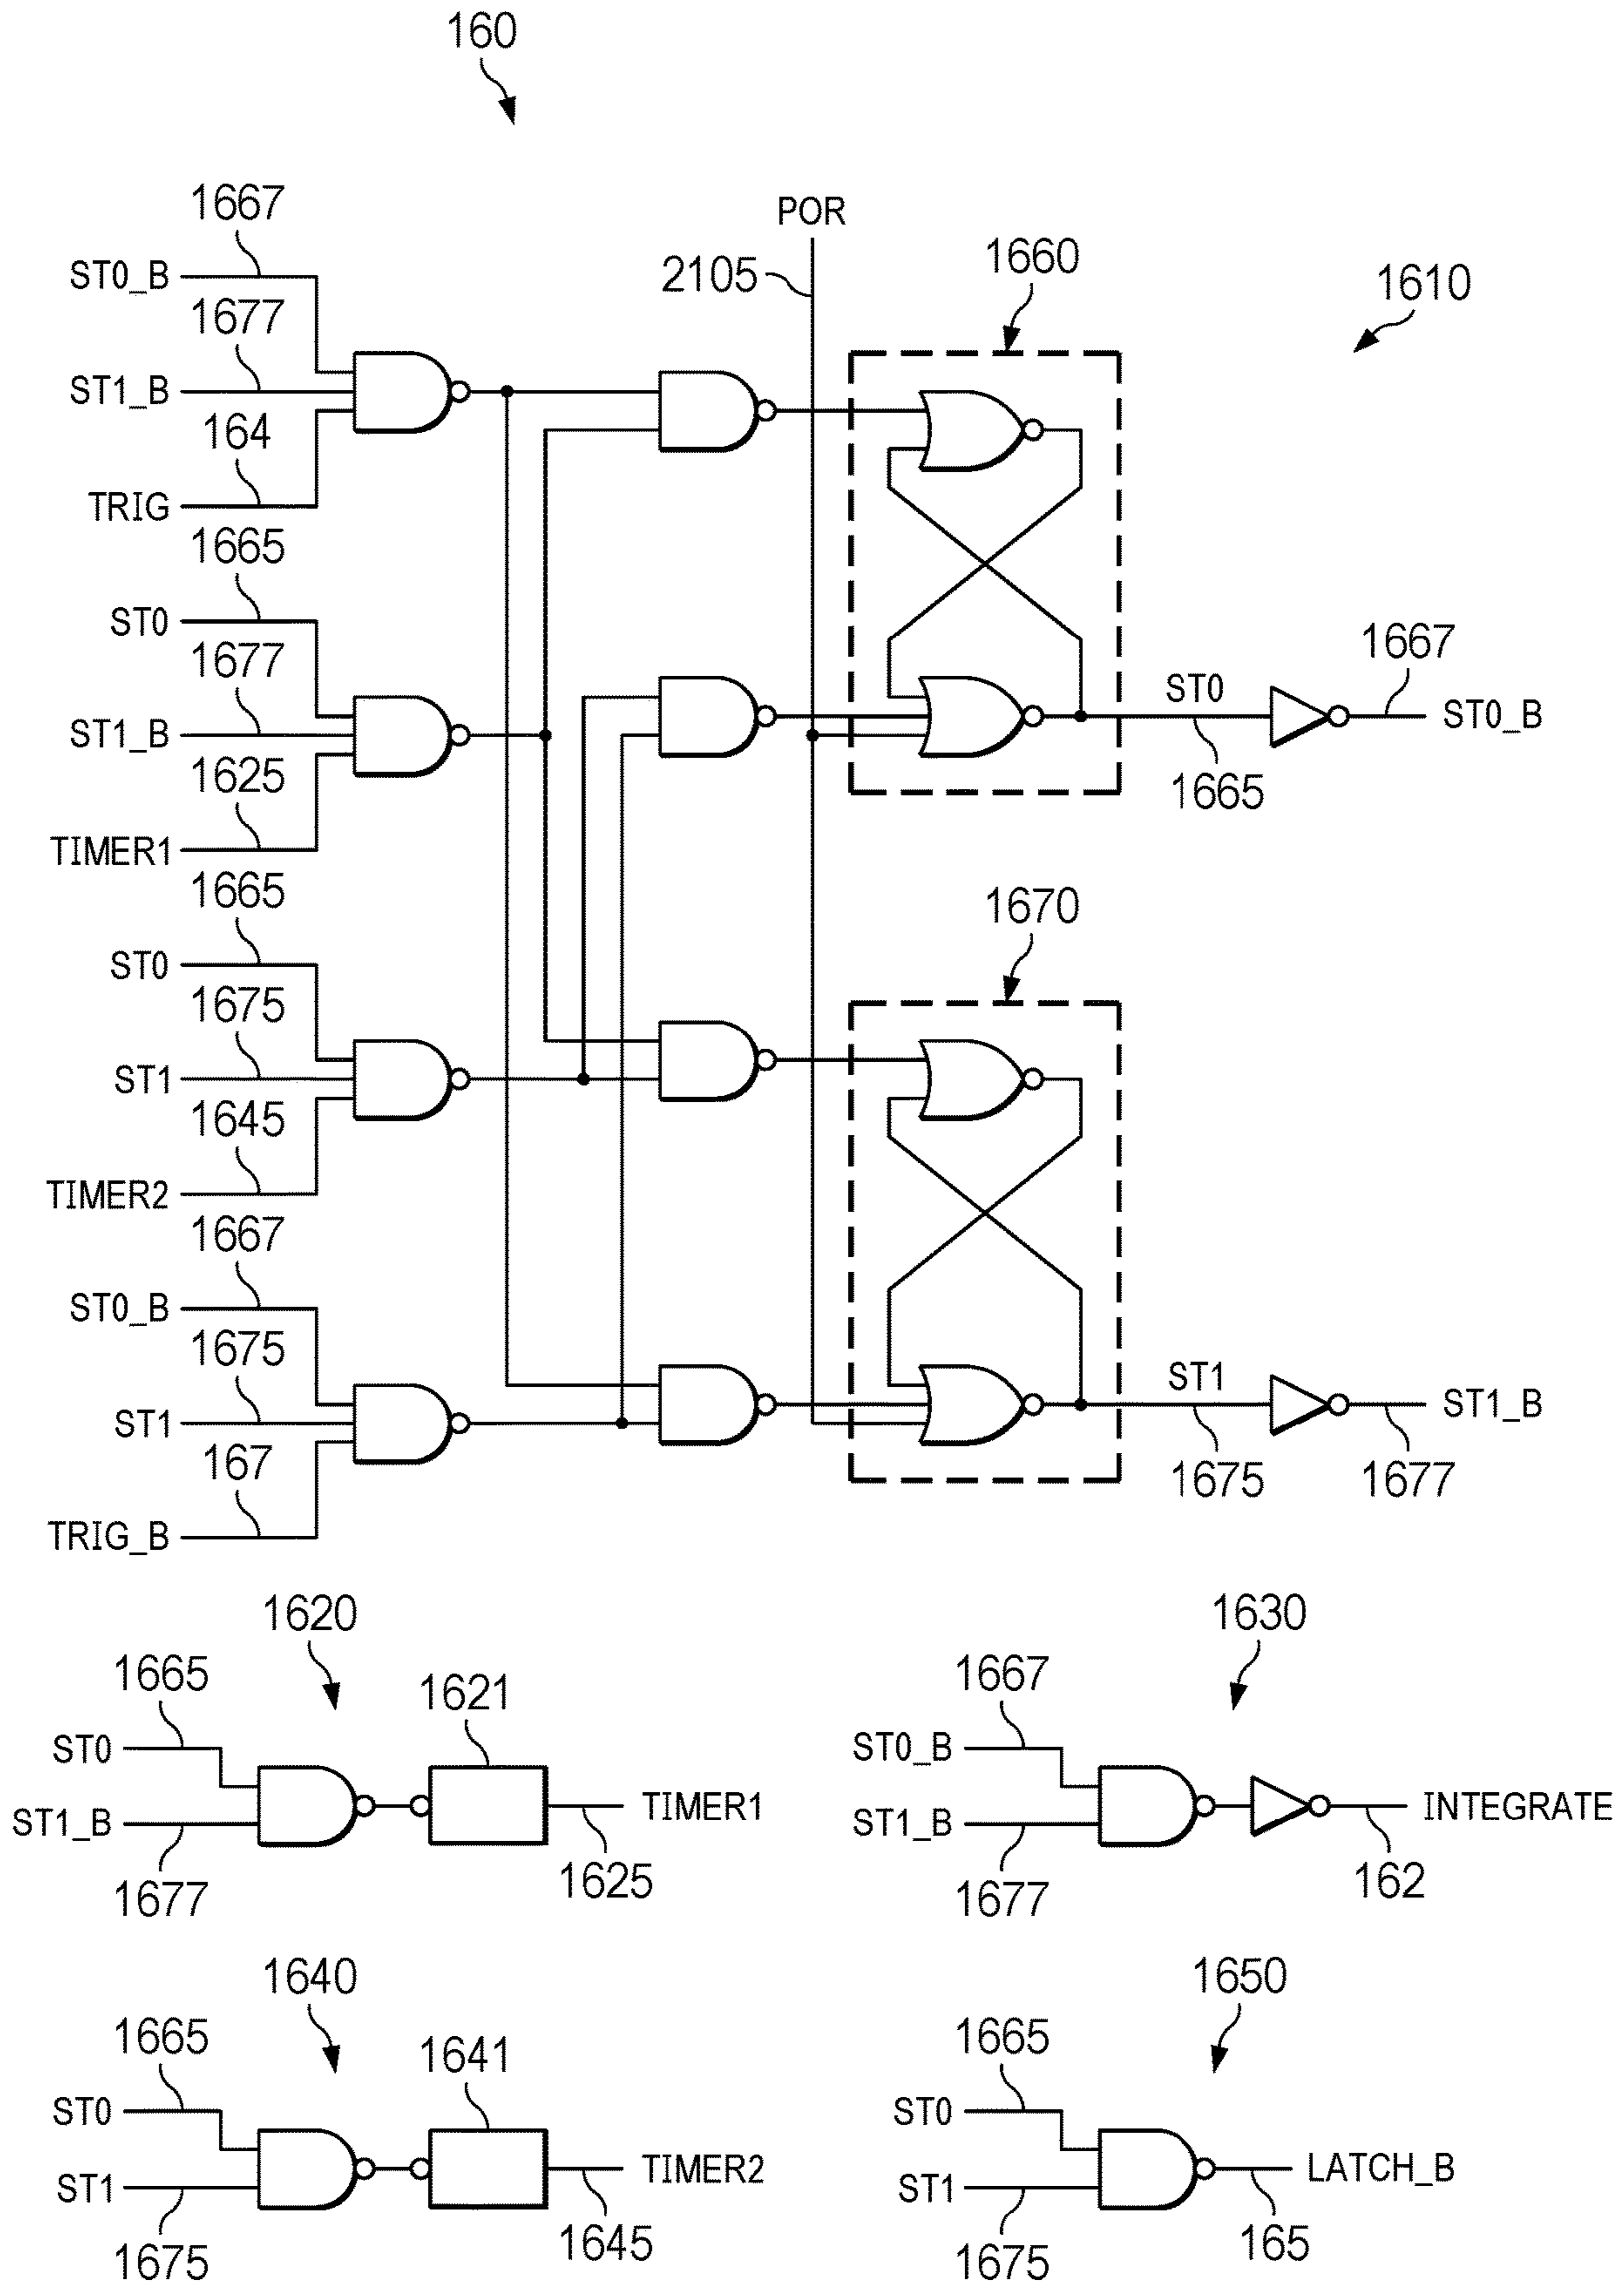 160
1667
POR
ST0_B
2105
1660
1610
1677
ST1_B
164
TRIG
1665
ST0
1677
1667
ST1_B
ST0
ST0_B
1625
1665
TIMER1
1665
1670
ST0
1675
ST1
1645
TIMER2
1667
ST0_B
1675
ST1
ST1
ST1_B
167
1675
1677
TRIG_B
1620
1630
1665
1621
1667
ST0
ST0_B
TIMER1
INTEGRATE
ST1_B
ST1_B
1677
1625
1677
162
1640
1650
1665
1641
1665
ST0
ST0
TIMER2
LATCH_B
ST1
ST1
1675
1645
1675
165